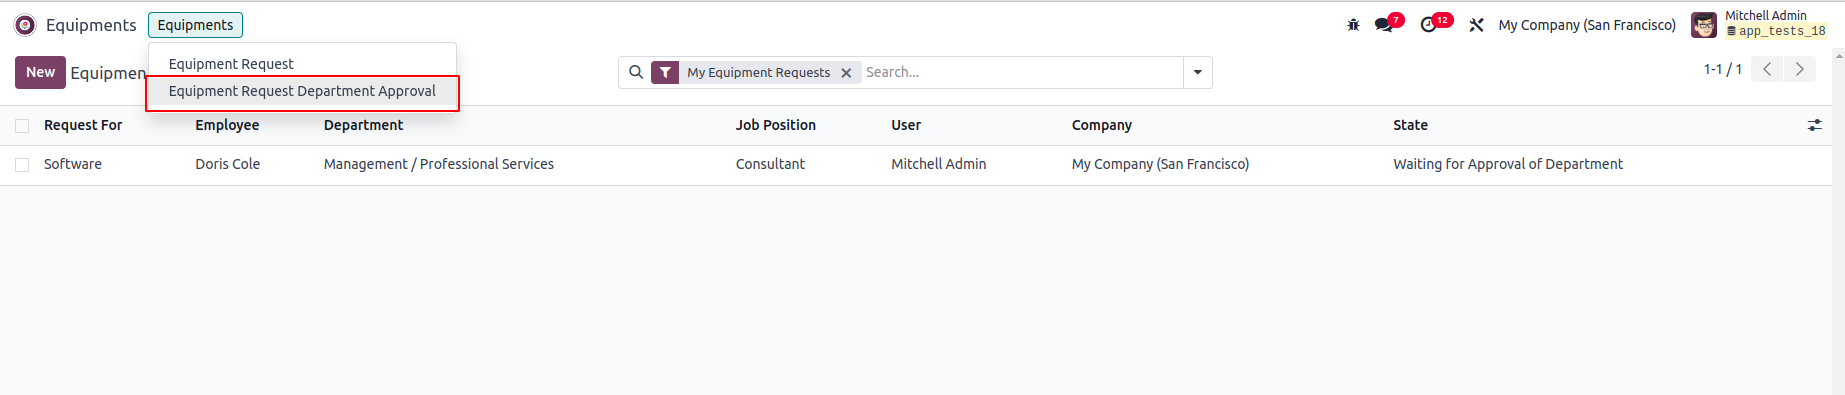 Equipments Equipments 7 12 My Company (San Francisco) Mitchell Admin
app_tests_18
Equipment Request
New Equipmen My Equipment Requests Search... 1-1 / 1
Equipment Request Department Approval
Request For Employee Department Job Position User Company State
Software Doris Cole Management / Professional Services Consultant Mitchell Admin My Company (San Francisco) Waiting for Approval of Department